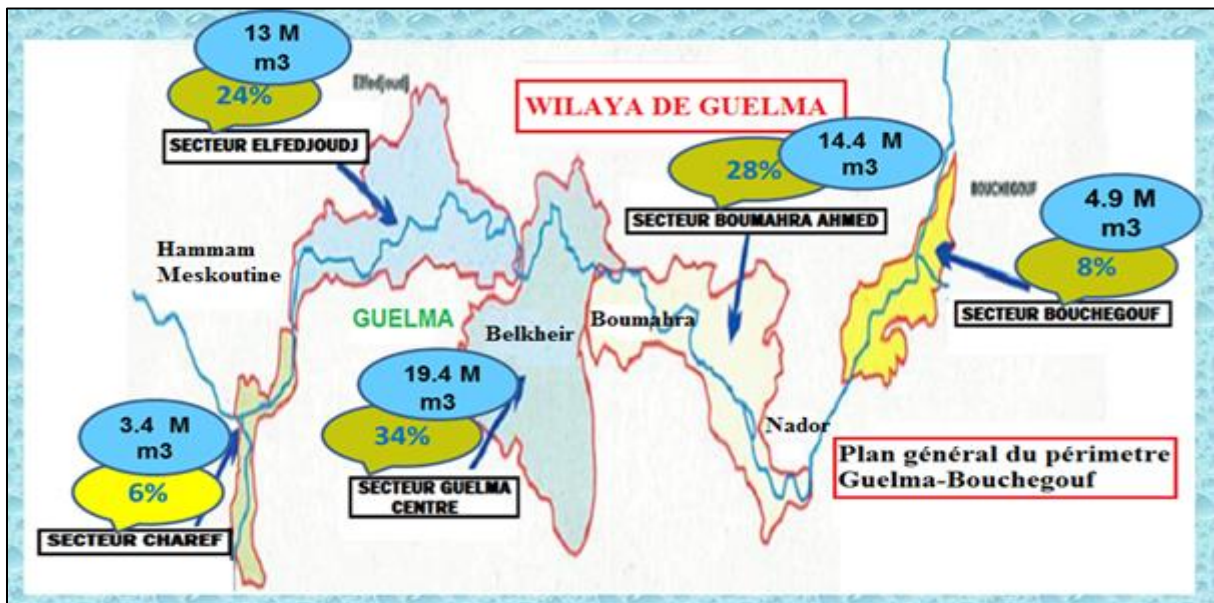 13 M
m3
24%
Elfedjoudj
SECTEUR ELFEDJOUDJ
WILAYA DE GUELMA
14.4 M
m3
28%
SECTEUR BOUMAHRA AHMED
BOUCHEGOUF
4.9 M
m3
8%
SECTEUR BOUCHEGOUF
Hammam
Meskoutine
GUELMA
Belkheir
Boumahra
19.4 M
m3
34%
SECTEUR GUELMA
CENTRE
Nador
3.4 M
m3
6%
SECTEUR CHAREF
Plan général du périmetre
Guelma-Bouchegouf